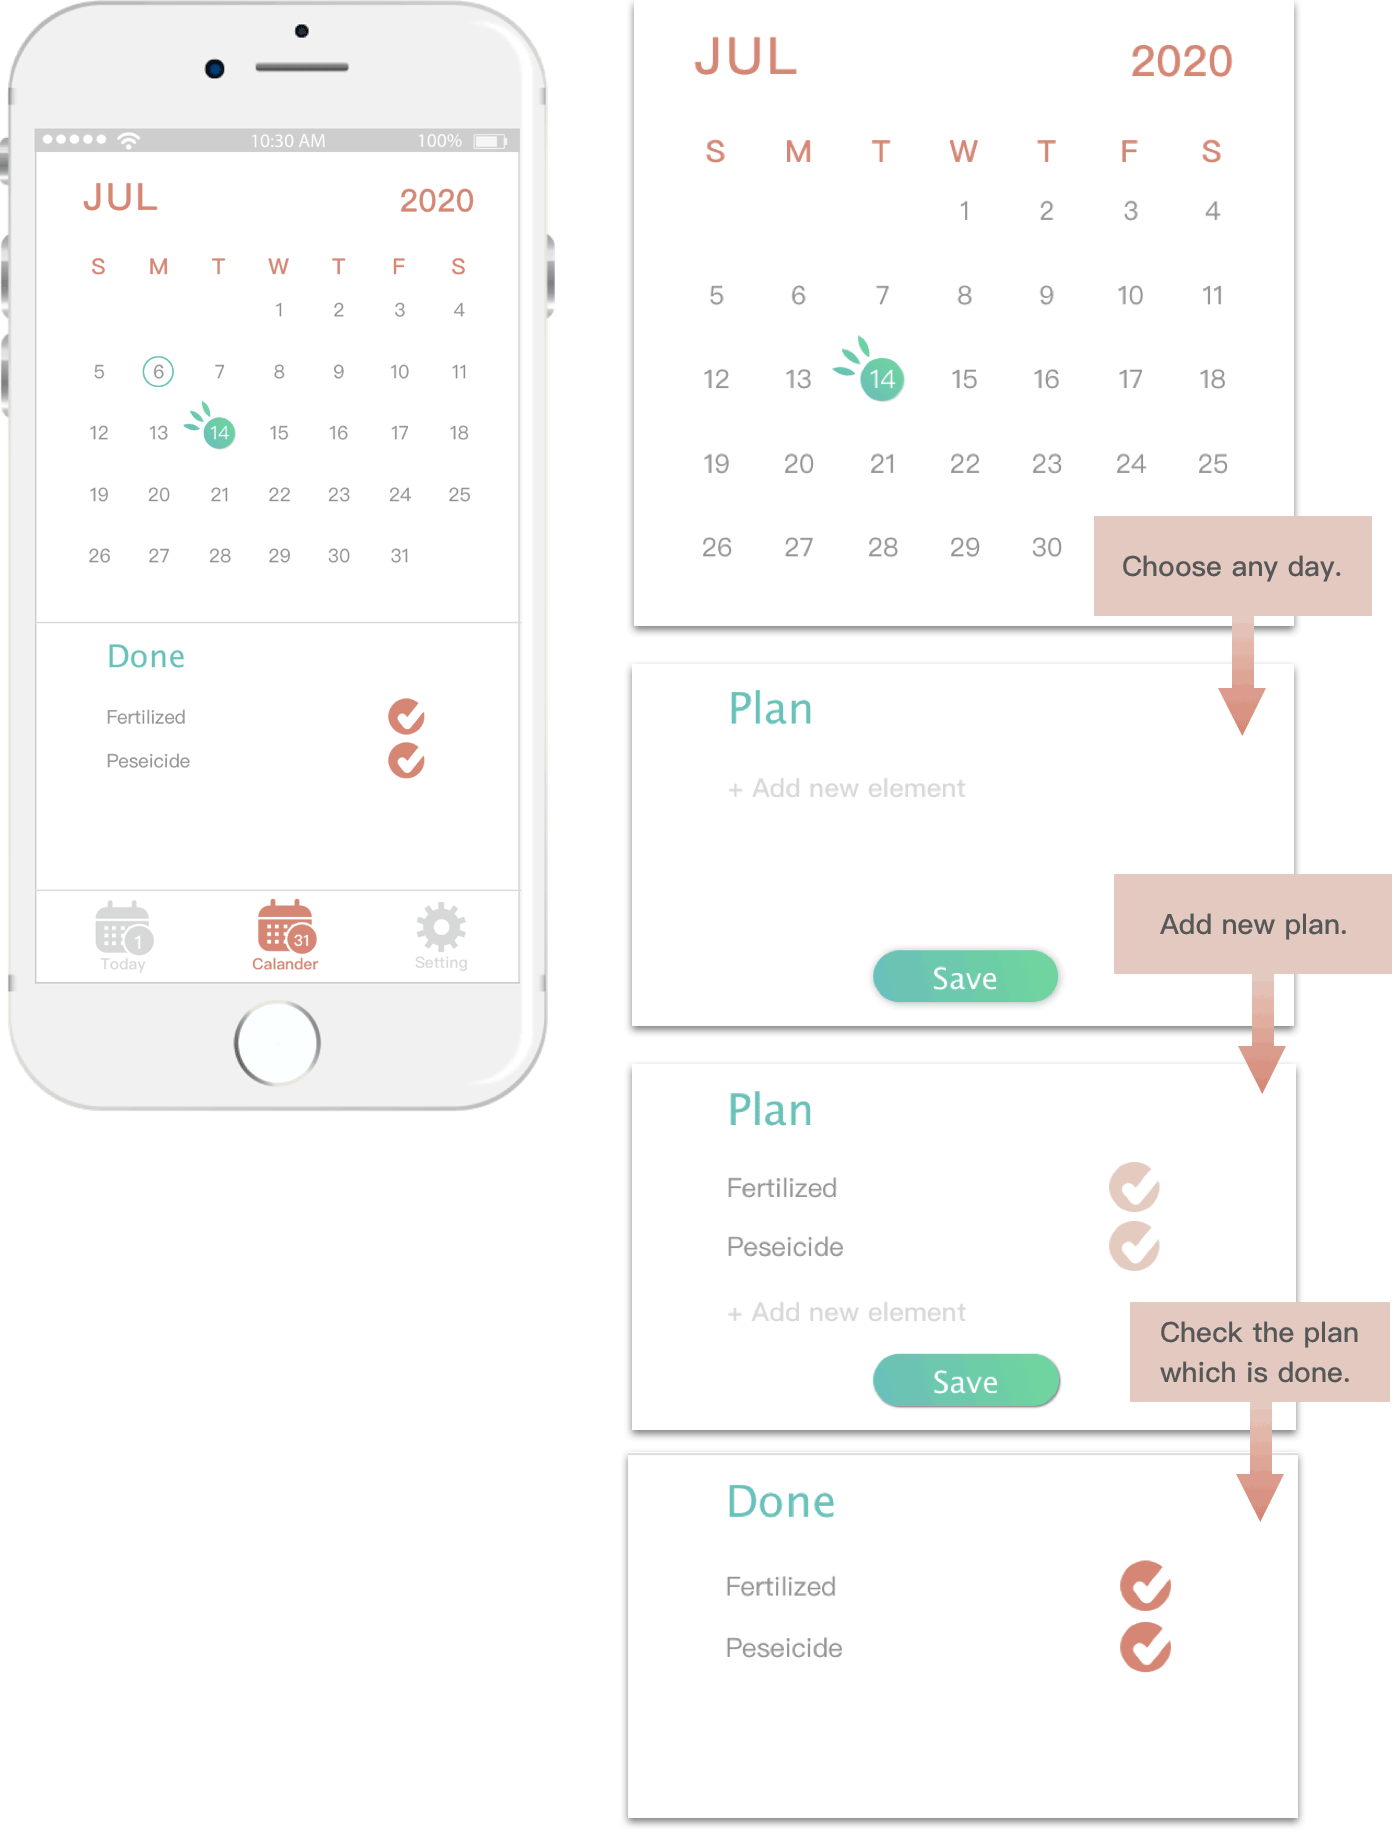 10:30 AM 100%
JUL 2020
S M T W T F S
1 2 3 4
5 6 7 8 9 10 11
12 13 14 15 16 17 18
19 20 21 22 23 24 25
26 27 28 29 30 31
Done
Fertilized
Peseicide
1 31
Today Calander Setting
JUL 2020
S M T W T F S
1 2 3 4
5 6 7 8 9 10 11
12 13 14 15 16 17 18
19 20 21 22 23 24 25
26 27 28 29 30
Choose any day.
Plan
+ Add new element
Save
Add new plan.
Plan
Fertilized
Peseicide
+ Add new element
Save
Check the plan
which is done.
Done
Fertilized
Peseicide